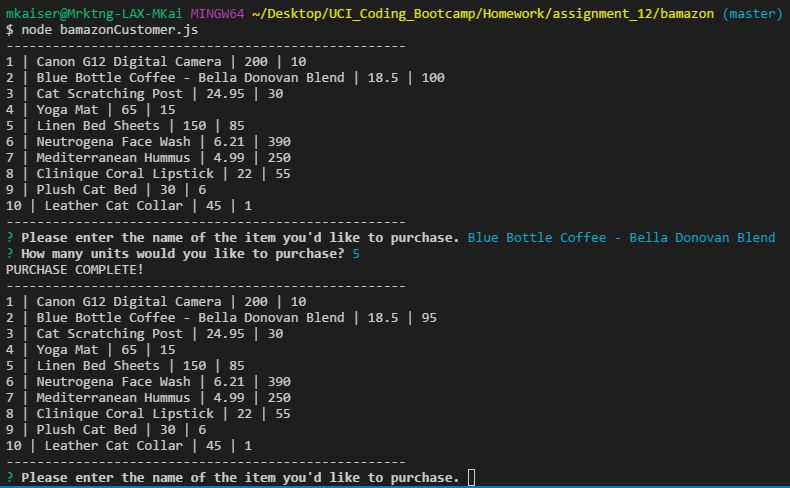 mkaiser@Mrktng-LAX-MKai MINGW64 ~/Desktop/UCI_Coding_Bootcamp/Homework/assignment_12/bamazon (master)
$ node bamazonCustomer.js
--------------------------------------------------
1 | Canon G12 Digital Camera | 200 | 10
2 | Blue Bottle Coffee - Bella Donovan Blend | 18.5 | 100
3 | Cat Scratching Post | 24.95 | 30
4 | Yoga Mat | 65 | 15
5 | Linen Bed Sheets | 150 | 85
6 | Neutrogena Face Wash | 6.21 | 390
7 | Mediterranean Hummus | 4.99 | 250
8 | Clinique Coral Lipstick | 22 | 55
9 | Plush Cat Bed | 30 | 6
10 | Leather Cat Collar | 45 | 1
--------------------------------------------------
? Please enter the name of the item you'd like to purchase. Blue Bottle Coffee - Bella Donovan Blend
? How many units would you like to purchase? 5
PURCHASE COMPLETE!
--------------------------------------------------
1 | Canon G12 Digital Camera | 200 | 10
2 | Blue Bottle Coffee - Bella Donovan Blend | 18.5 | 95
3 | Cat Scratching Post | 24.95 | 30
4 | Yoga Mat | 65 | 15
5 | Linen Bed Sheets | 150 | 85
6 | Neutrogena Face Wash | 6.21 | 390
7 | Mediterranean Hummus | 4.99 | 250
8 | Clinique Coral Lipstick | 22 | 55
9 | Plush Cat Bed | 30 | 6
10 | Leather Cat Collar | 45 | 1
--------------------------------------------------
? Please enter the name of the item you'd like to purchase.